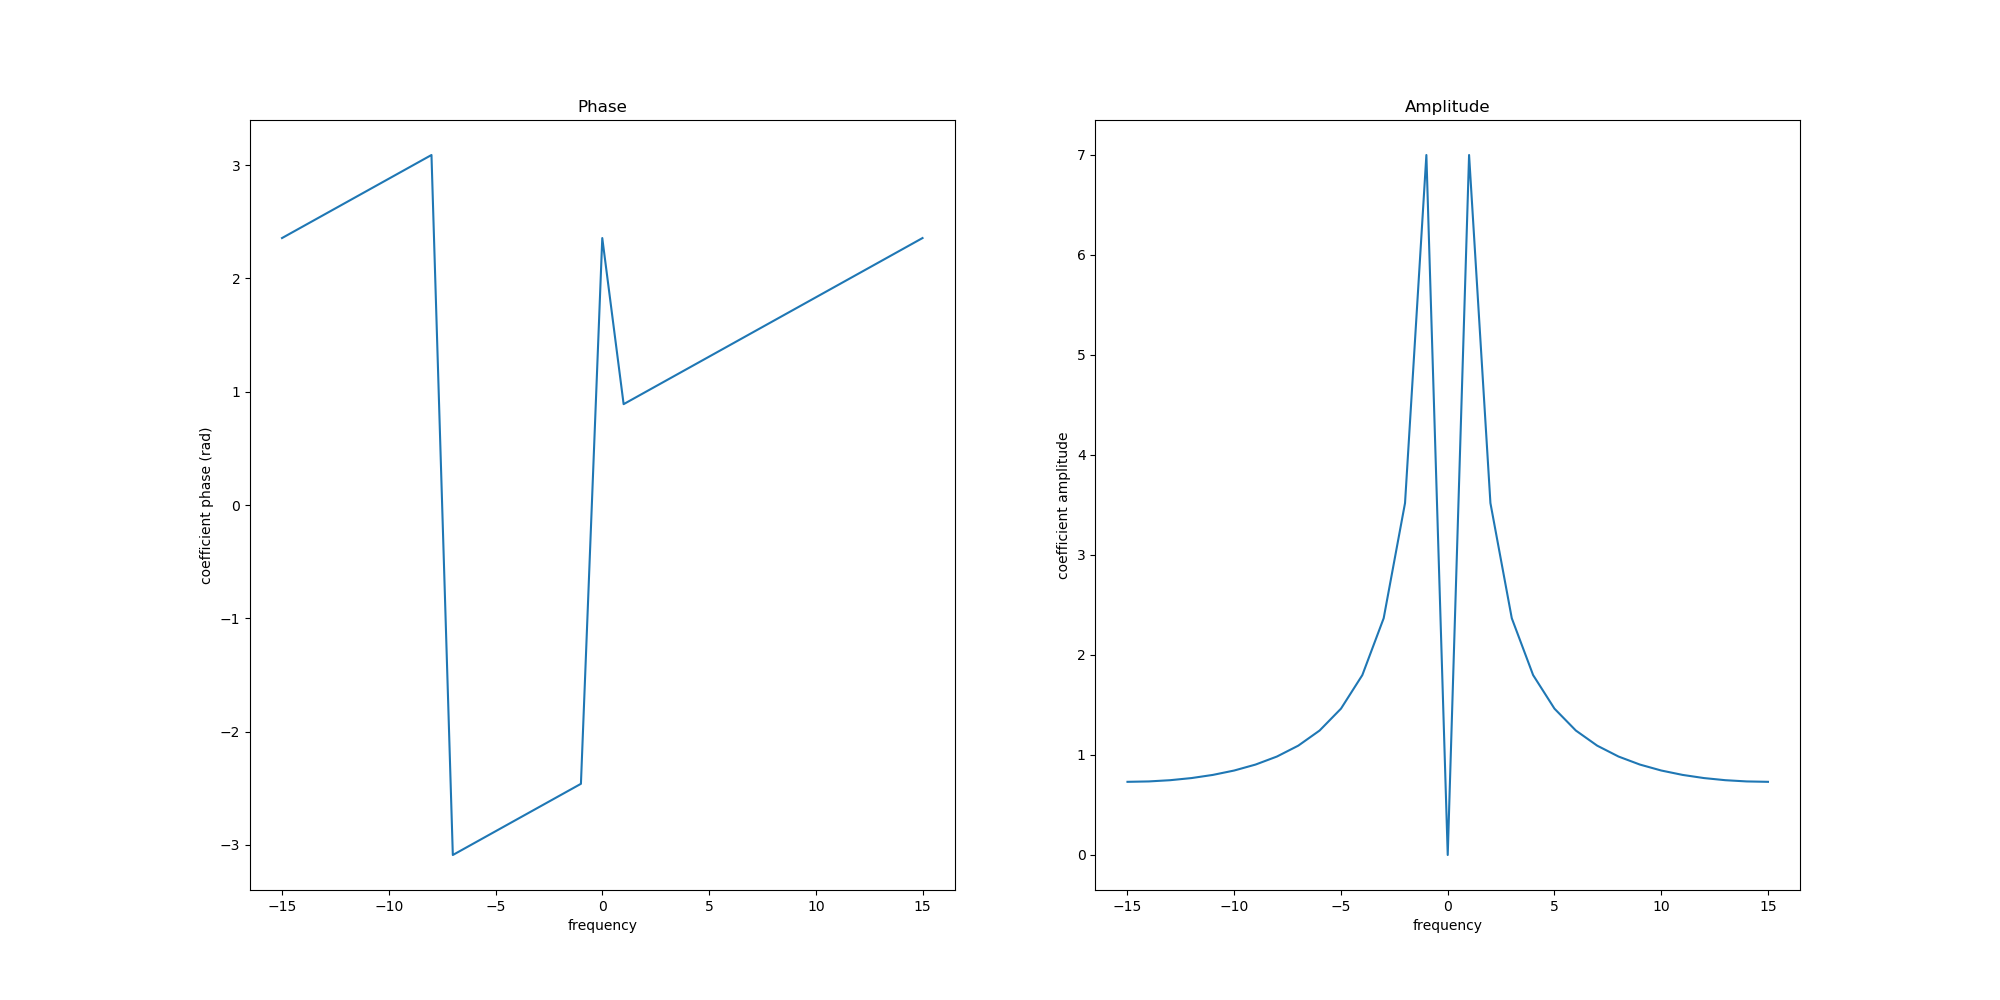 Phase
3
2
1
0
−1
−2
−3
coefficient phase (rad)
−15 −10 −5 0 5 10 15
frequency
Amplitude
7
6
5
4
3
2
1
0
coefficient amplitude
−15 −10 −5 0 5 10 15
frequency